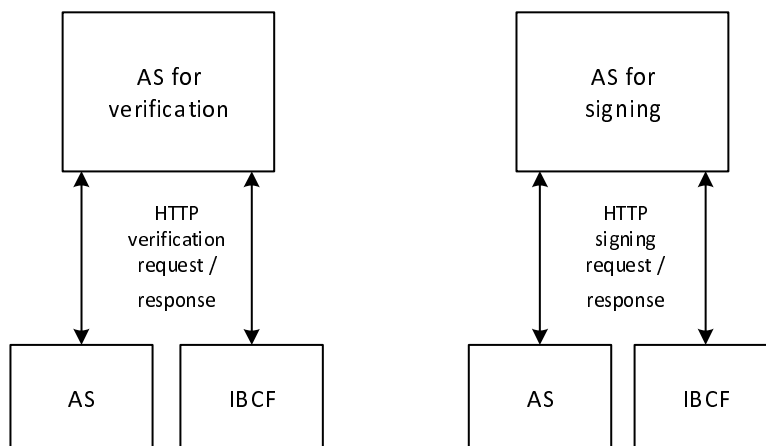 AS for
verification
HTTP
verification
request /
response
AS
IBCF
AS for
signing
HTTP
signing
request /
response
AS
IBCF